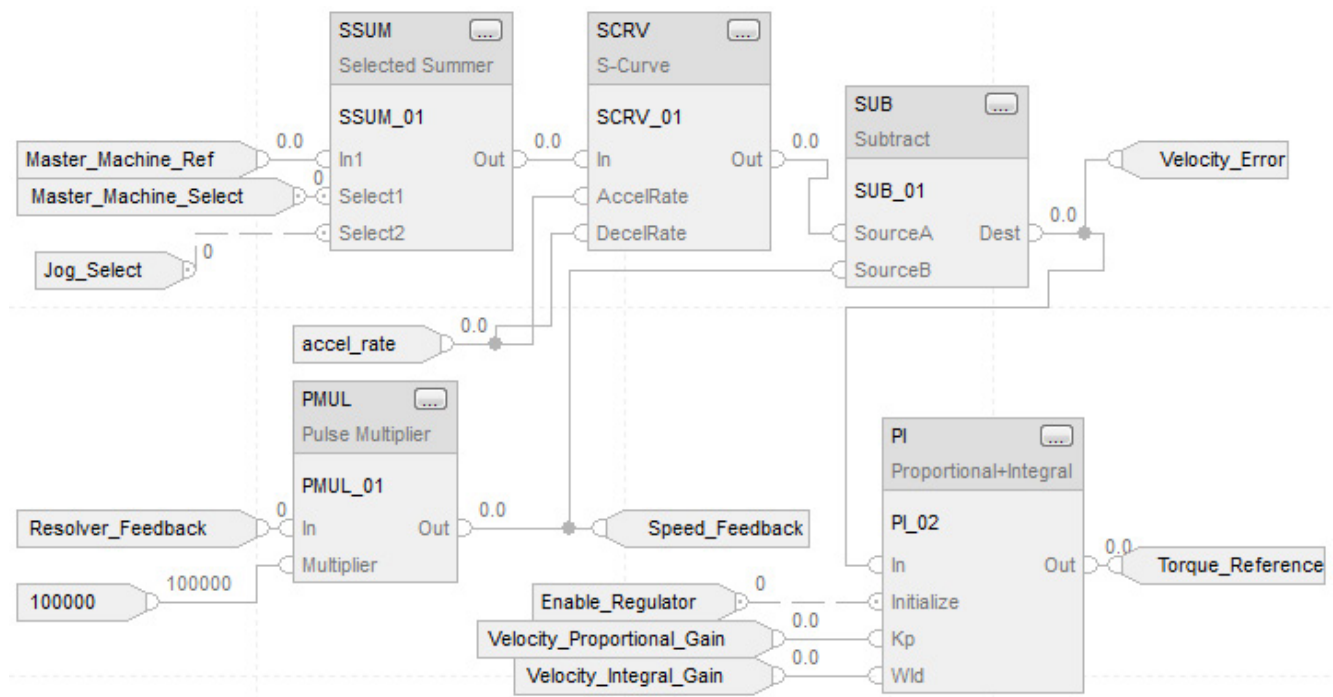 SSUM ...
Selected Summer
SSUM_01
In1 Out
Select1
Select2
SCRV ...
S-Curve
SCRV_01
In Out
AccelRate
DecelRate
SUB ...
Subtract
SUB_01
SourceA Dest
SourceB
Master_Machine_Ref
0.0
0.0
0.0
Master_Machine_Select
0
Jog_Select
0
0.0
Velocity_Error
accel_rate
0.0
PMUL ...
Pulse Multiplier
PMUL_01
In Out
Multiplier
Resolver_Feedback
0
0.0
Speed_Feedback
100000
100000
PI ...
Proportional+Integral
PI_02
In Out
Initialize
Kp
Wld
0.0
Torque_Reference
Enable_Regulator
0
Velocity_Proportional_Gain
0.0
Velocity_Integral_Gain
0.0